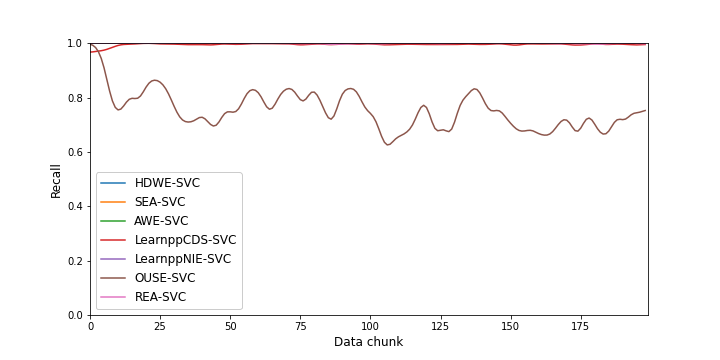 1.0
0.8
0.6
0.4
0.2
0.0
Recall
HDWE-SVC
SEA-SVC
AWE-SVC
LearnppCDS-SVC
LearnppNIE-SVC
OUSE-SVC
REA-SVC
0 25 50 75 100 125 150 175
Data chunk